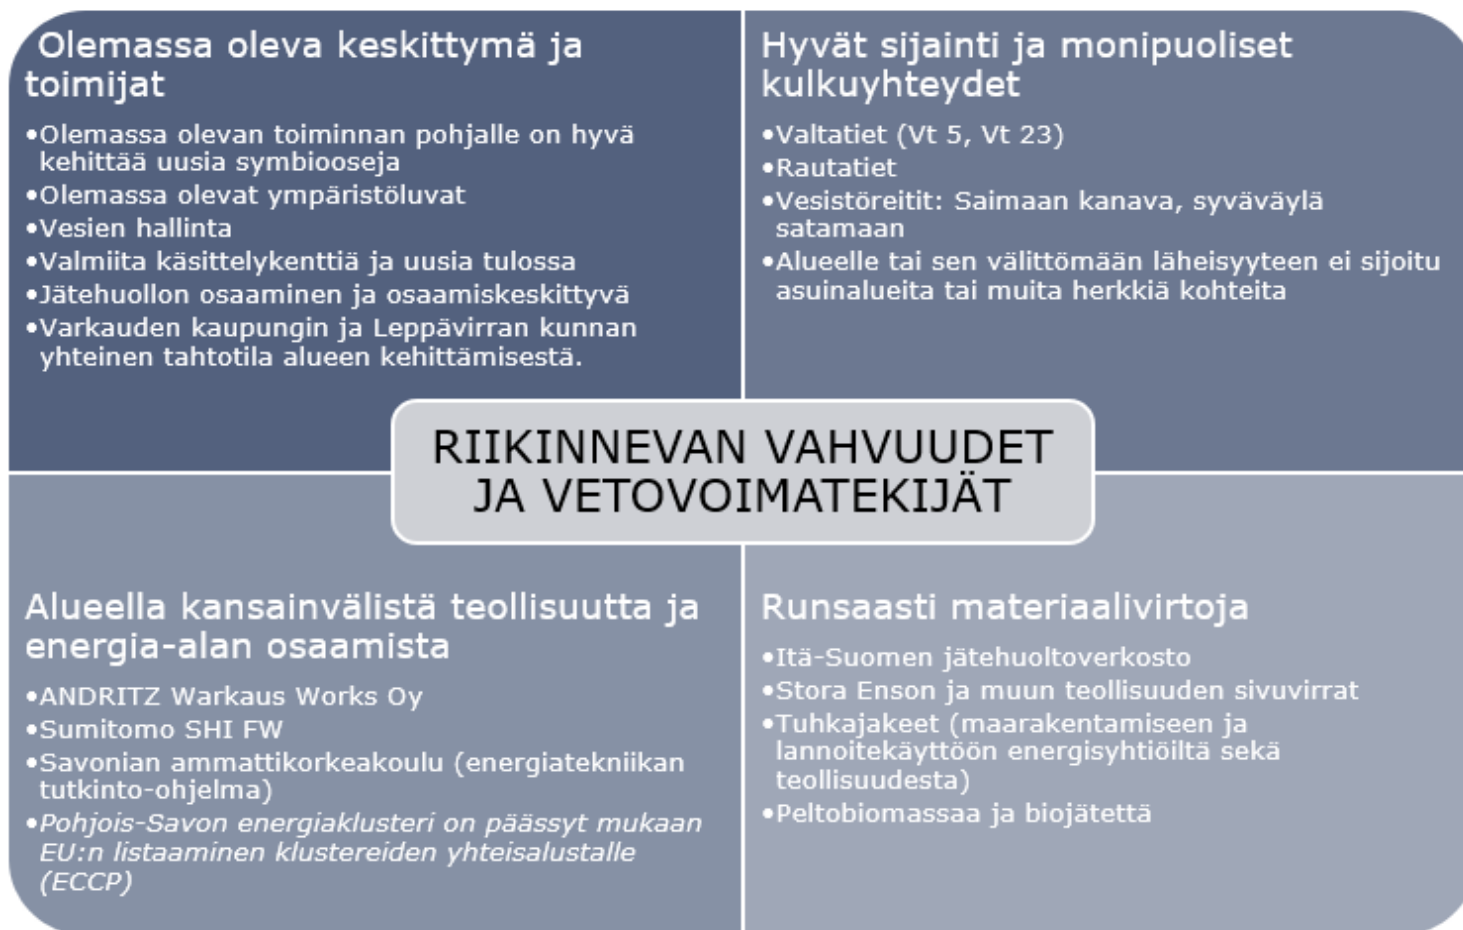 Olemassa oleva keskittymä ja
toimijat
•Olemassa olevan toiminnan pohjalle on hyvä
kehittää uusia symbiooseja
•Olemassa olevat ympäristöluvat
•Vesien hallinta
•Valmiita käsittelykenttiä ja uusia tulossa
•Jätehuollon osaaminen ja osaamiskeskittyvä
•Varkauden kaupungin ja Leppävirran kunnan
yhteinen tahtotila alueen kehittämisestä.
Hyvät sijainti ja monipuoliset
kulkuyhteydet
•Valtatiet (Vt 5, Vt 23)
•Rautatiet
•Vesistöreitit: Saimaan kanava, syväväylä
satamaan
•Alueelle tai sen välittömään läheisyyteen ei sijoitu
asuinalueita tai muita herkkiä kohteita
RIIKINNEVAN VAHVUUDET
JA VETOVOIMATEKIJÄT
Alueella kansainvälistä teollisuutta ja
energia-alan osaamista
•ANDRITZ Warkaus Works Oy
•Sumitomo SHI FW
•Savonian ammattikorkeakoulu (energiatekniikan
tutkinto-ohjelma)
•Pohjois-Savon energiaklusteri on päässyt mukaan
EU:n listaaminen klustereiden yhteisalustalle
(ECCP)
Runsaasti materiaalivirtoja
•Itä-Suomen jätehuoltoverkosto
•Stora Enson ja muun teollisuuden sivuvirrat
•Tuhkajakeet (maarakentamiseen ja
lannoitekäyttöön energisyhtiöiltä sekä
teollisuudesta)
•Peltobiomassaa ja biojätettä